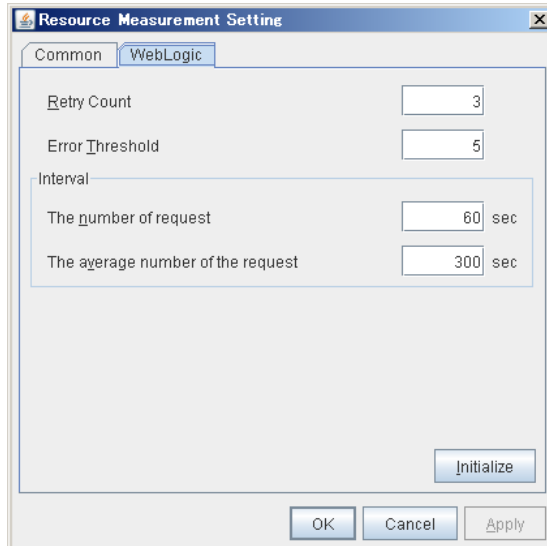 Resource Measurement Setting
Common WebLogic
Retry Count 3
Error Threshold 5
Interval
The number of request 60 sec
The average number of the request 300 sec
Initialize
OK Cancel Apply